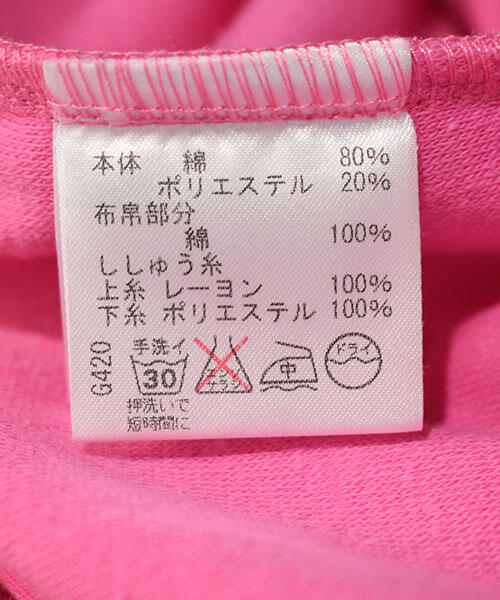 本体 綿 80%
ポリエステル 20%
布帛部分
綿 100%
ししゅう糸
上糸 レーヨン 100%
下糸 ポリエステル 100%
G420
手洗イ
30
エンソ
サラシ
中
ドライ
押洗いで
短時間に